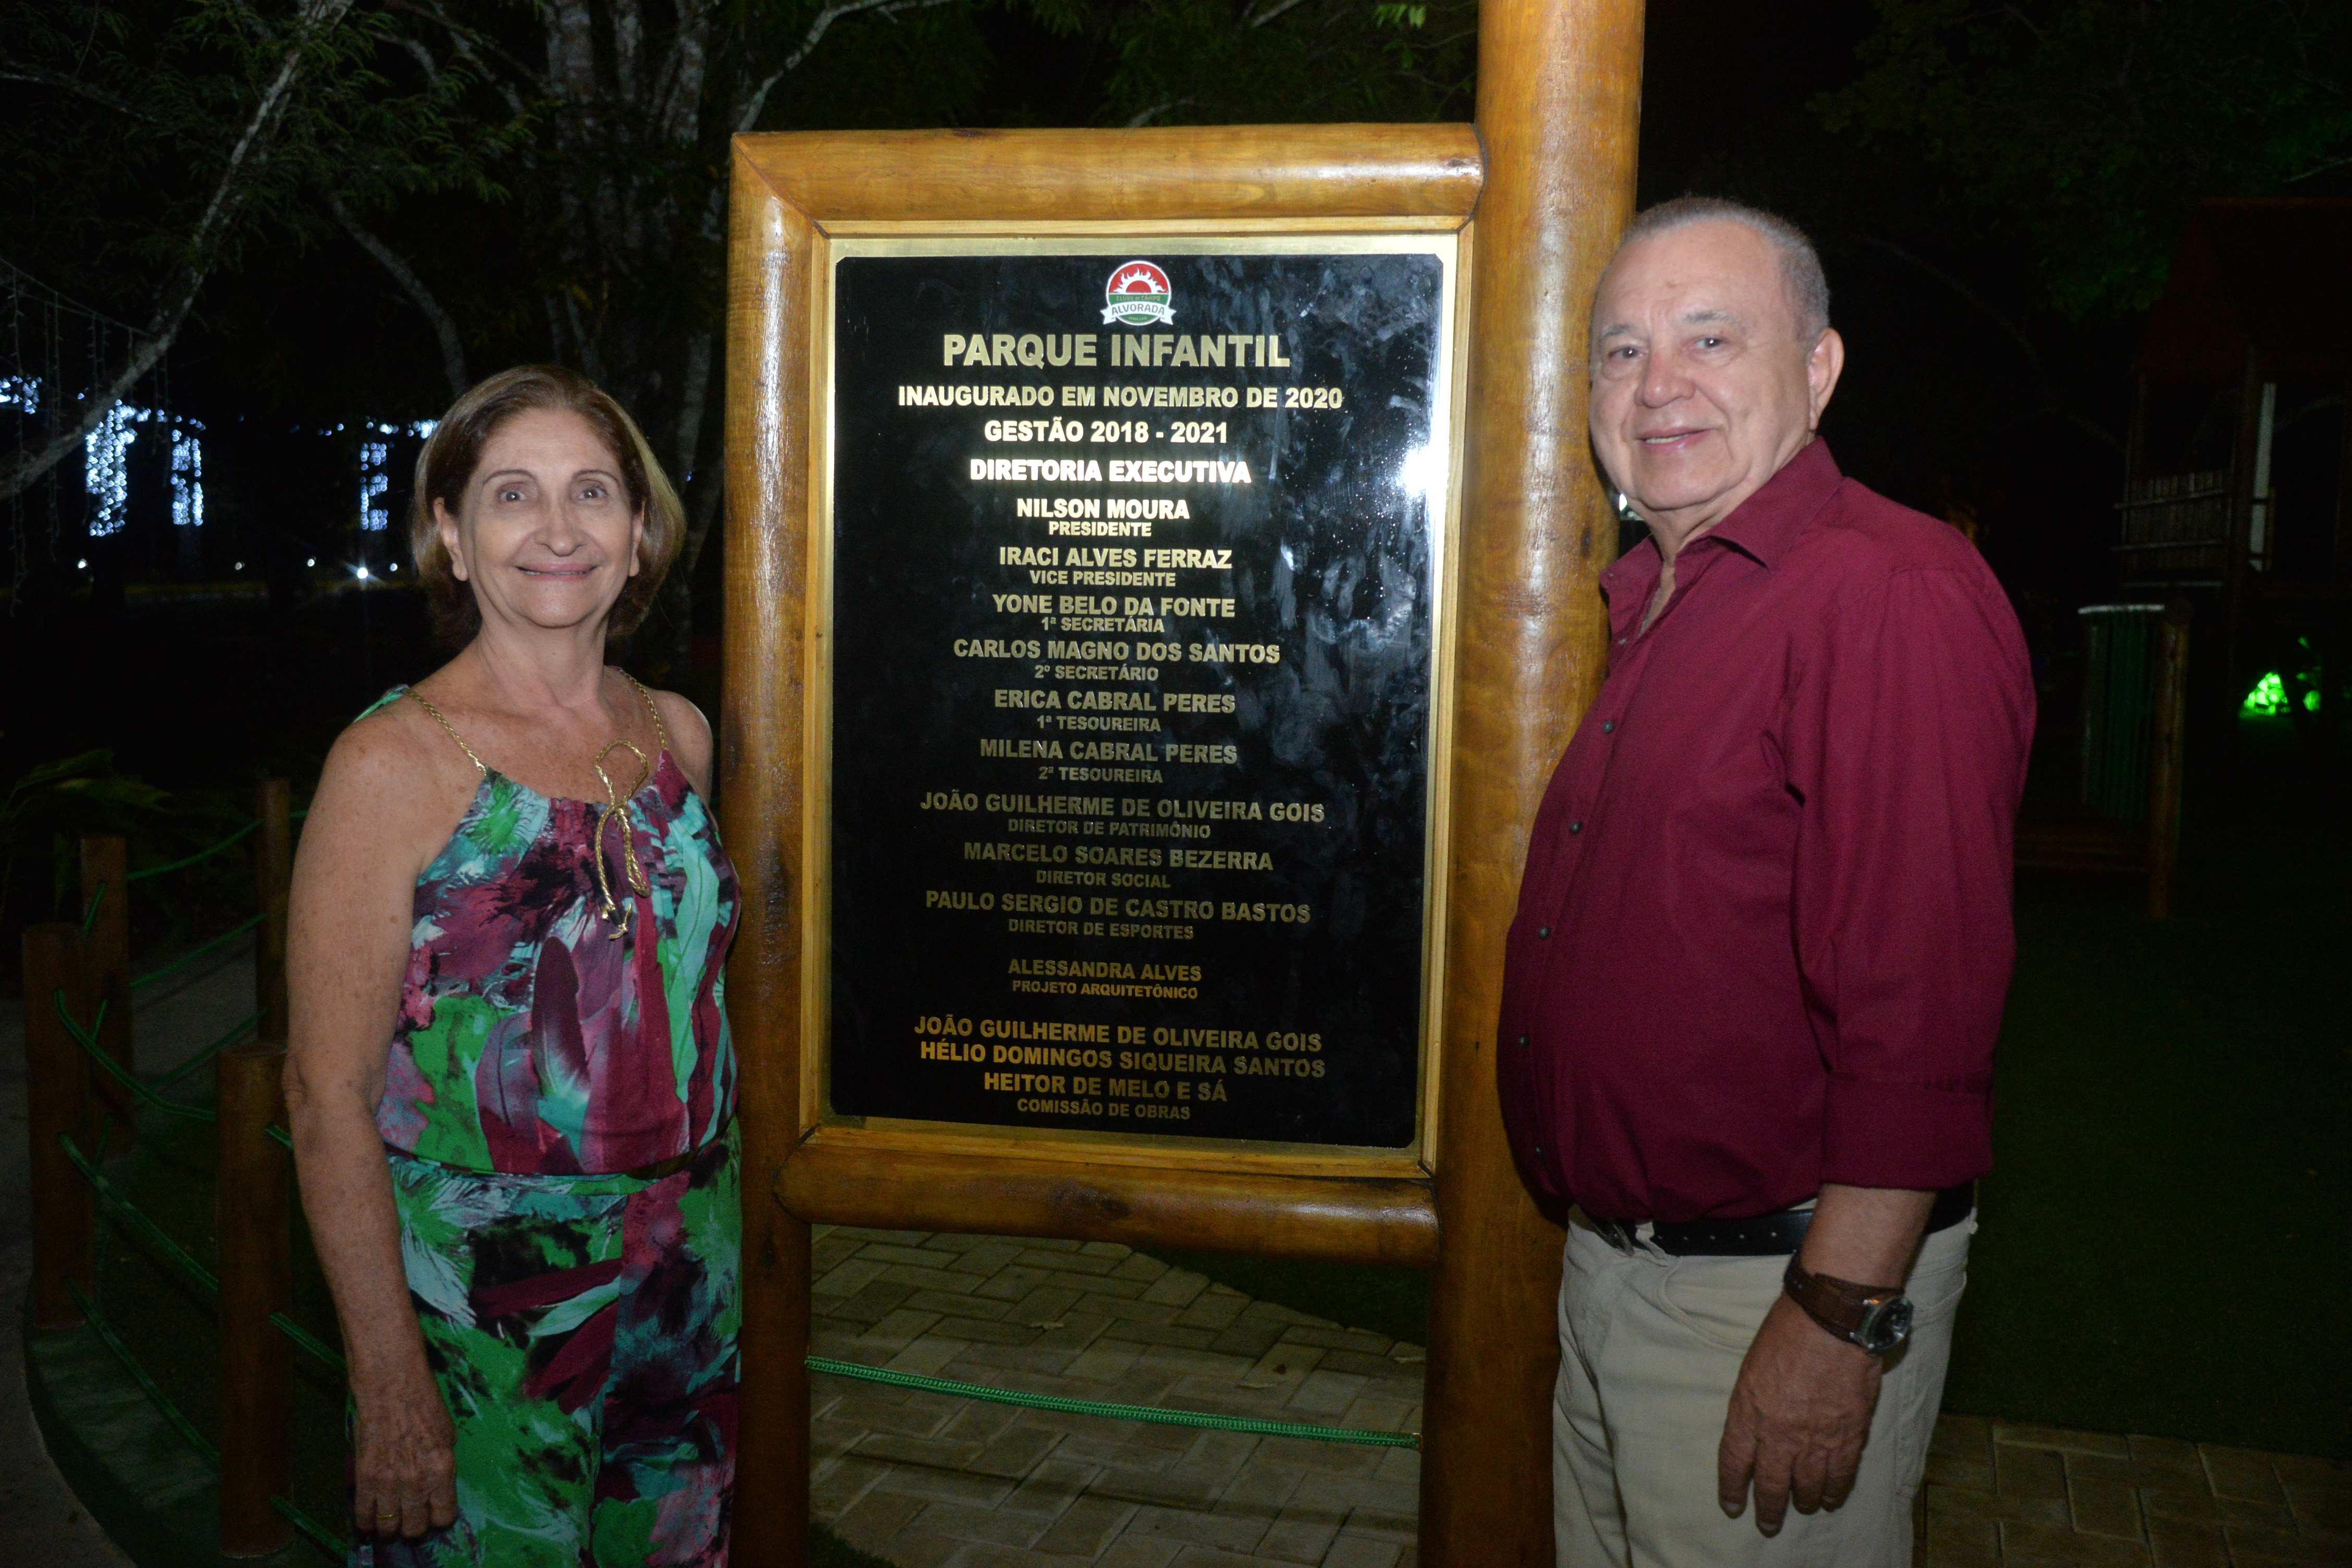 CLUBE DE CAMPO
ALVORADA
PARQUE INFANTIL
INAUGURADO EM NOVEMBRO DE 2020
GESTÃO 2018 - 2021
DIRETORIA EXECUTIVA
NILSON MOURA
PRESIDENTE
IRACI ALVES FERRAZ
VICE PRESIDENTE
YONE BELO DA FONTE
1ª SECRETÁRIA
CARLOS MAGNO DOS SANTOS
2º SECRETÁRIO
ERICA CABRAL PERES
1ª TESOUREIRA
MILENA CABRAL PERES
2ª TESOUREIRA
JOÃO GUILHERME DE OLIVEIRA GOIS
DIRETOR DE PATRIMÔNIO
MARCELO SOARES BEZERRA
DIRETOR SOCIAL
PAULO SERGIO DE CASTRO BASTOS
DIRETOR DE ESPORTES
ALESSANDRA ALVES
PROJETO ARQUITETÔNICO
JOÃO GUILHERME DE OLIVEIRA GOIS
HÉLIO DOMINGOS SIQUEIRA SANTOS
HEITOR DE MELO E SÁ
COMISSÃO DE OBRAS